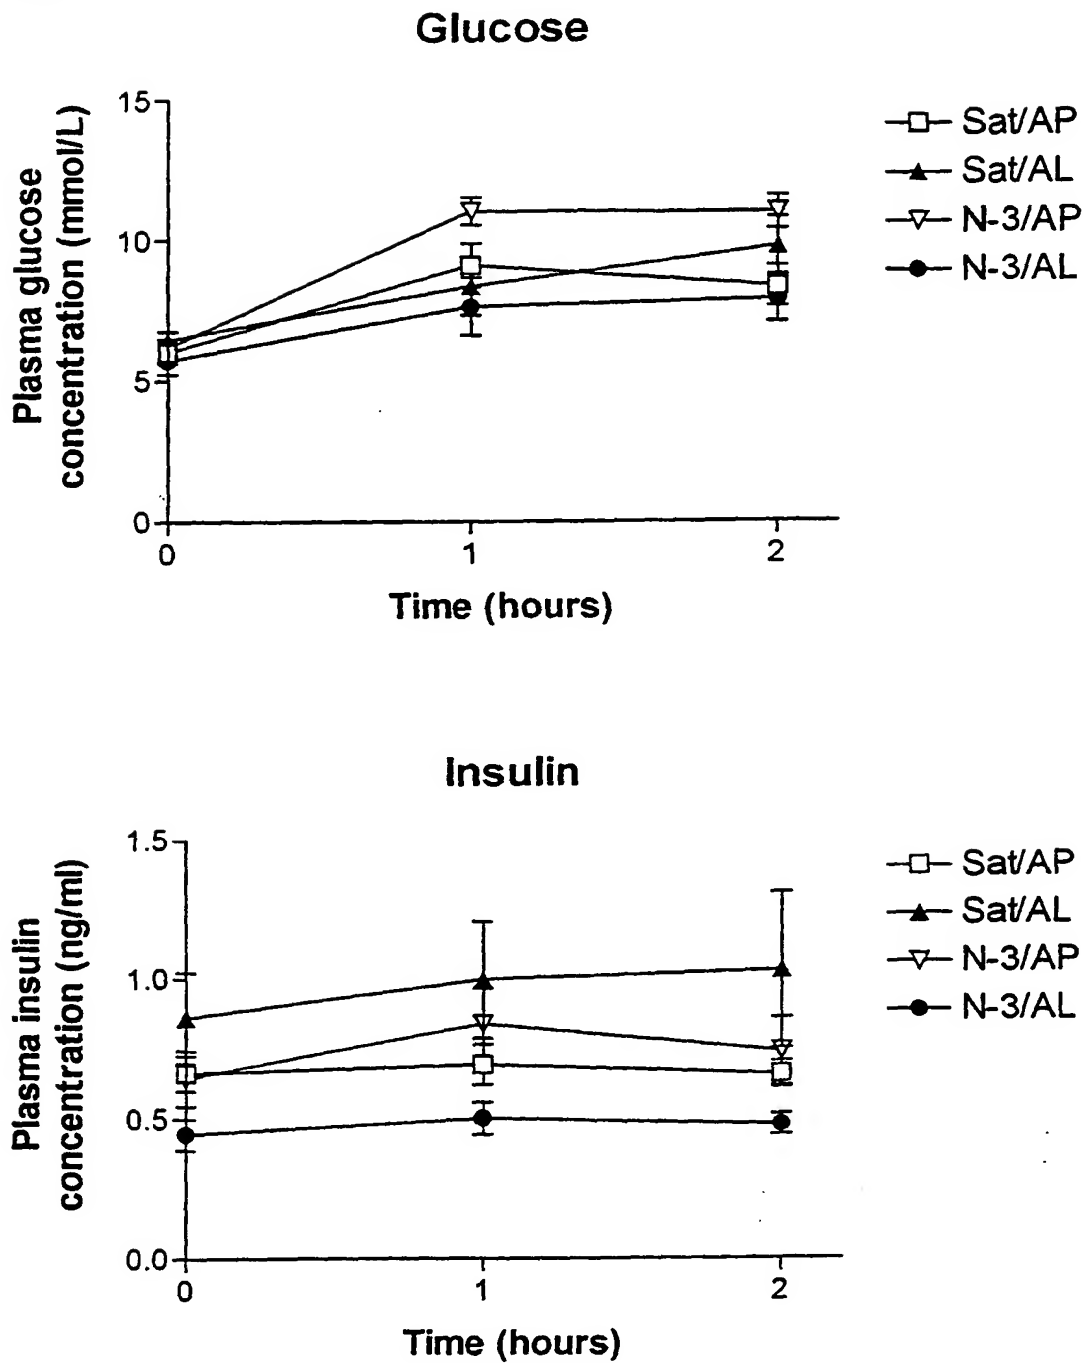 Glucose
15
10
5
0
0
1
2
Plasma glucose
concentration (mmol/L)
Time (hours)
Sat/AP
Sat/AL
N-3/AP
N-3/AL
Insulin
1.5
1.0
0.5
0.0
0
1
2
Plasma insulin
concentration (ng/ml)
Time (hours)
Sat/AP
Sat/AL
N-3/AP
N-3/AL